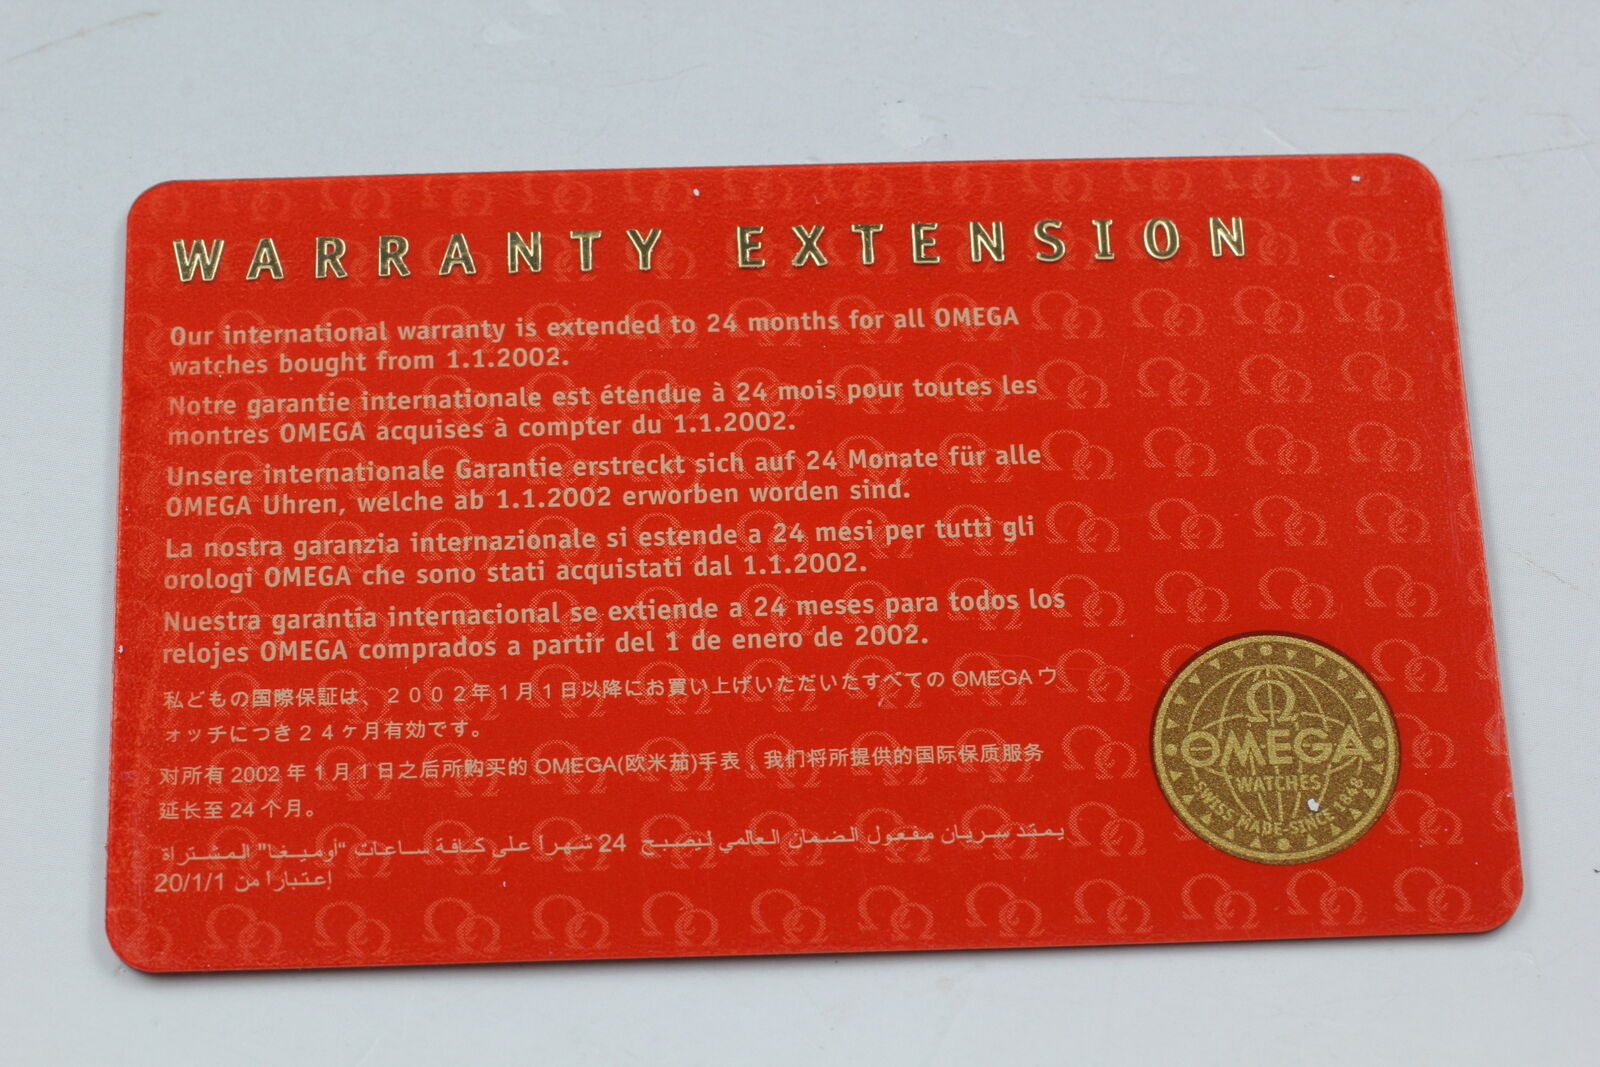 WARRANTY EXTENSION
Our international warranty is extended to 24 months for all OMEGA
watches bought from 1.1.2002.
Notre garantie internationale est étendue à 24 mois pour toutes les
montres OMEGA acquises à compter du 1.1.2002.
Unsere internationale Garantie erstreckt sich auf 24 Monate für alle
OMEGA Uhren, welche ab 1.1.2002 erworben worden sind.
La nostra garanzia internazionale si estende a 24 mesi per tutti gli
orologi OMEGA che sono stati acquistati dal 1.1.2002.
Nuestra garantía internacional se extiende a 24 meses para todos los
relojes OMEGA comprados a partir del 1 de enero de 2002.
私どもの国際保証は、２００２年１月１日以降にお買い上げいただいたすべての OMEGA ウ
ォッチにつき２４ヶ月有効です。
对所有 2002 年 1 月 1 日之后所购买的 OMEGA(欧米茄)手表，我们将所提供的国际保质服务
延长至 24 个月。
يمتد سريان مفعول الضمان العالمي ليصبح 24 شهراً على كافة ساعات "أوميغا" المشتراة
إعتباراً من 20/1/1
Ω
OMEGA
WATCHES
SWISS MADE-SINCE 1848